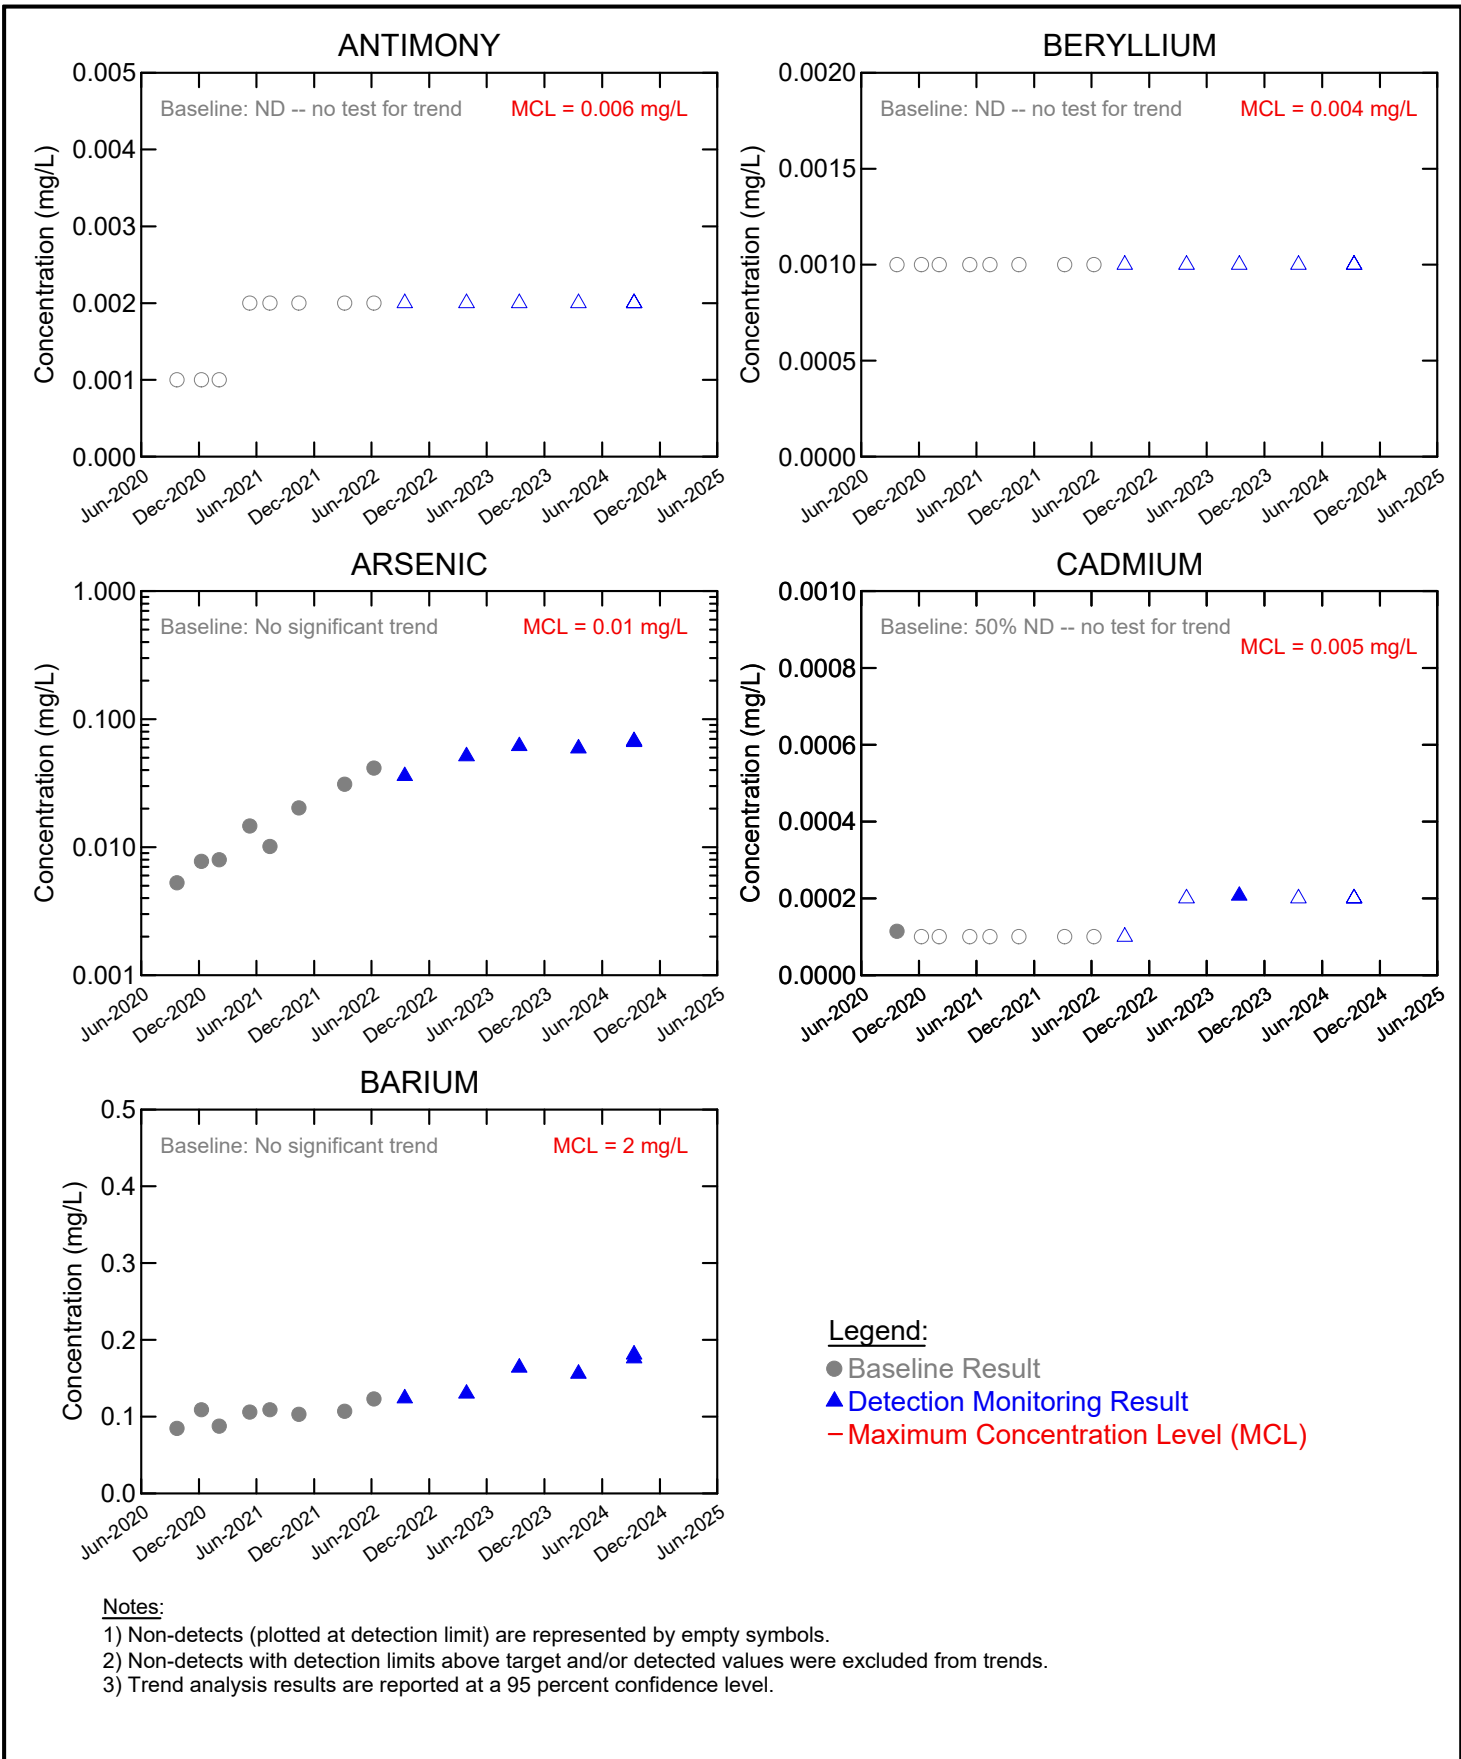 ANTIMONY
Baseline: ND -- no test for trend
MCL = 0.006 mg/L
Concentration (mg/L)
0.005
0.004
0.003
0.002
0.001
0.000
Jun-2020 Dec-2020 Jun-2021 Dec-2021 Jun-2022 Dec-2022 Jun-2023 Dec-2023 Jun-2024 Dec-2024 Jun-2025
BERYLLIUM
Baseline: ND -- no test for trend
MCL = 0.004 mg/L
Concentration (mg/L)
0.0020
0.0015
0.0010
0.0005
0.0000
Jun-2020 Dec-2020 Jun-2021 Dec-2021 Jun-2022 Dec-2022 Jun-2023 Dec-2023 Jun-2024 Dec-2024 Jun-2025
ARSENIC
Baseline: No significant trend
MCL = 0.01 mg/L
Concentration (mg/L)
1.000
0.100
0.010
0.001
Jun-2020 Dec-2020 Jun-2021 Dec-2021 Jun-2022 Dec-2022 Jun-2023 Dec-2023 Jun-2024 Dec-2024 Jun-2025
CADMIUM
Baseline: 50% ND -- no test for trend
MCL = 0.005 mg/L
Concentration (mg/L)
0.0010
0.0008
0.0006
0.0004
0.0002
0.0000
Jun-2020 Dec-2020 Jun-2021 Dec-2021 Jun-2022 Dec-2022 Jun-2023 Dec-2023 Jun-2024 Dec-2024 Jun-2025
BARIUM
Baseline: No significant trend
MCL = 2 mg/L
Concentration (mg/L)
0.5
0.4
0.3
0.2
0.1
0.0
Jun-2020 Dec-2020 Jun-2021 Dec-2021 Jun-2022 Dec-2022 Jun-2023 Dec-2023 Jun-2024 Dec-2024 Jun-2025
Legend:
Baseline Result
Detection Monitoring Result
Maximum Concentration Level (MCL)
Notes:
1) Non-detects (plotted at detection limit) are represented by empty symbols.
2) Non-detects with detection limits above target and/or detected values were excluded from trends.
3) Trend analysis results are reported at a 95 percent confidence level.